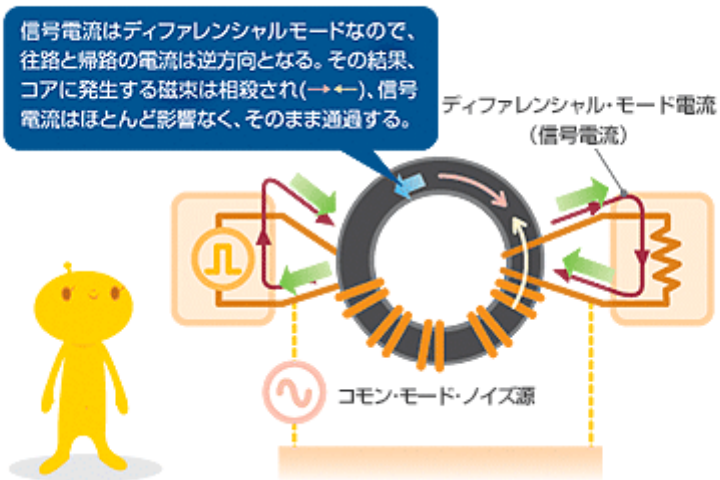 信号電流はディファレンシャルモードなので、
往路と帰路の電流は逆方向となる。その結果、
コアに発生する磁束は相殺され(→←)、信号
電流はほとんど影響なく、そのまま通過する。
ディファレンシャル・モード電流
（信号電流）
コモン・モード・ノイズ源